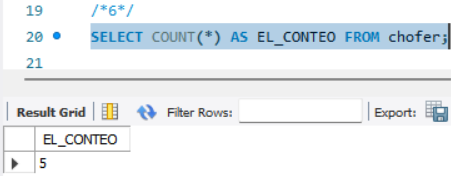 19 /*6*/
20 SELECT COUNT(*) AS EL_CONTEO FROM chofer;
21
Result Grid Filter Rows: Export:
EL_CONTEO
5